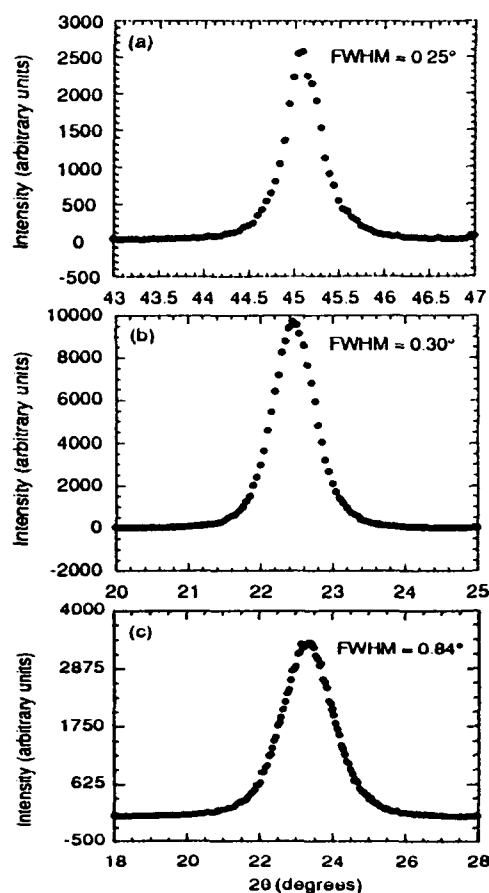 (a)
FWHM = 0.25°
Intensity (arbitrary units)
3000
2500
2000
1500
1000
500
0
-500
43 43.5 44 44.5 45 45.5 46 46.5 47
(b)
FWHM = 0.30°
Intensity (arbitrary units)
10000
8000
6000
4000
2000
0
-2000
20 21 22 23 24 25
(c)
FWHM = 0.84°
Intensity (arbitrary units)
4000
2875
1750
625
-500
18 20 22 24 26 28
2θ (degrees)